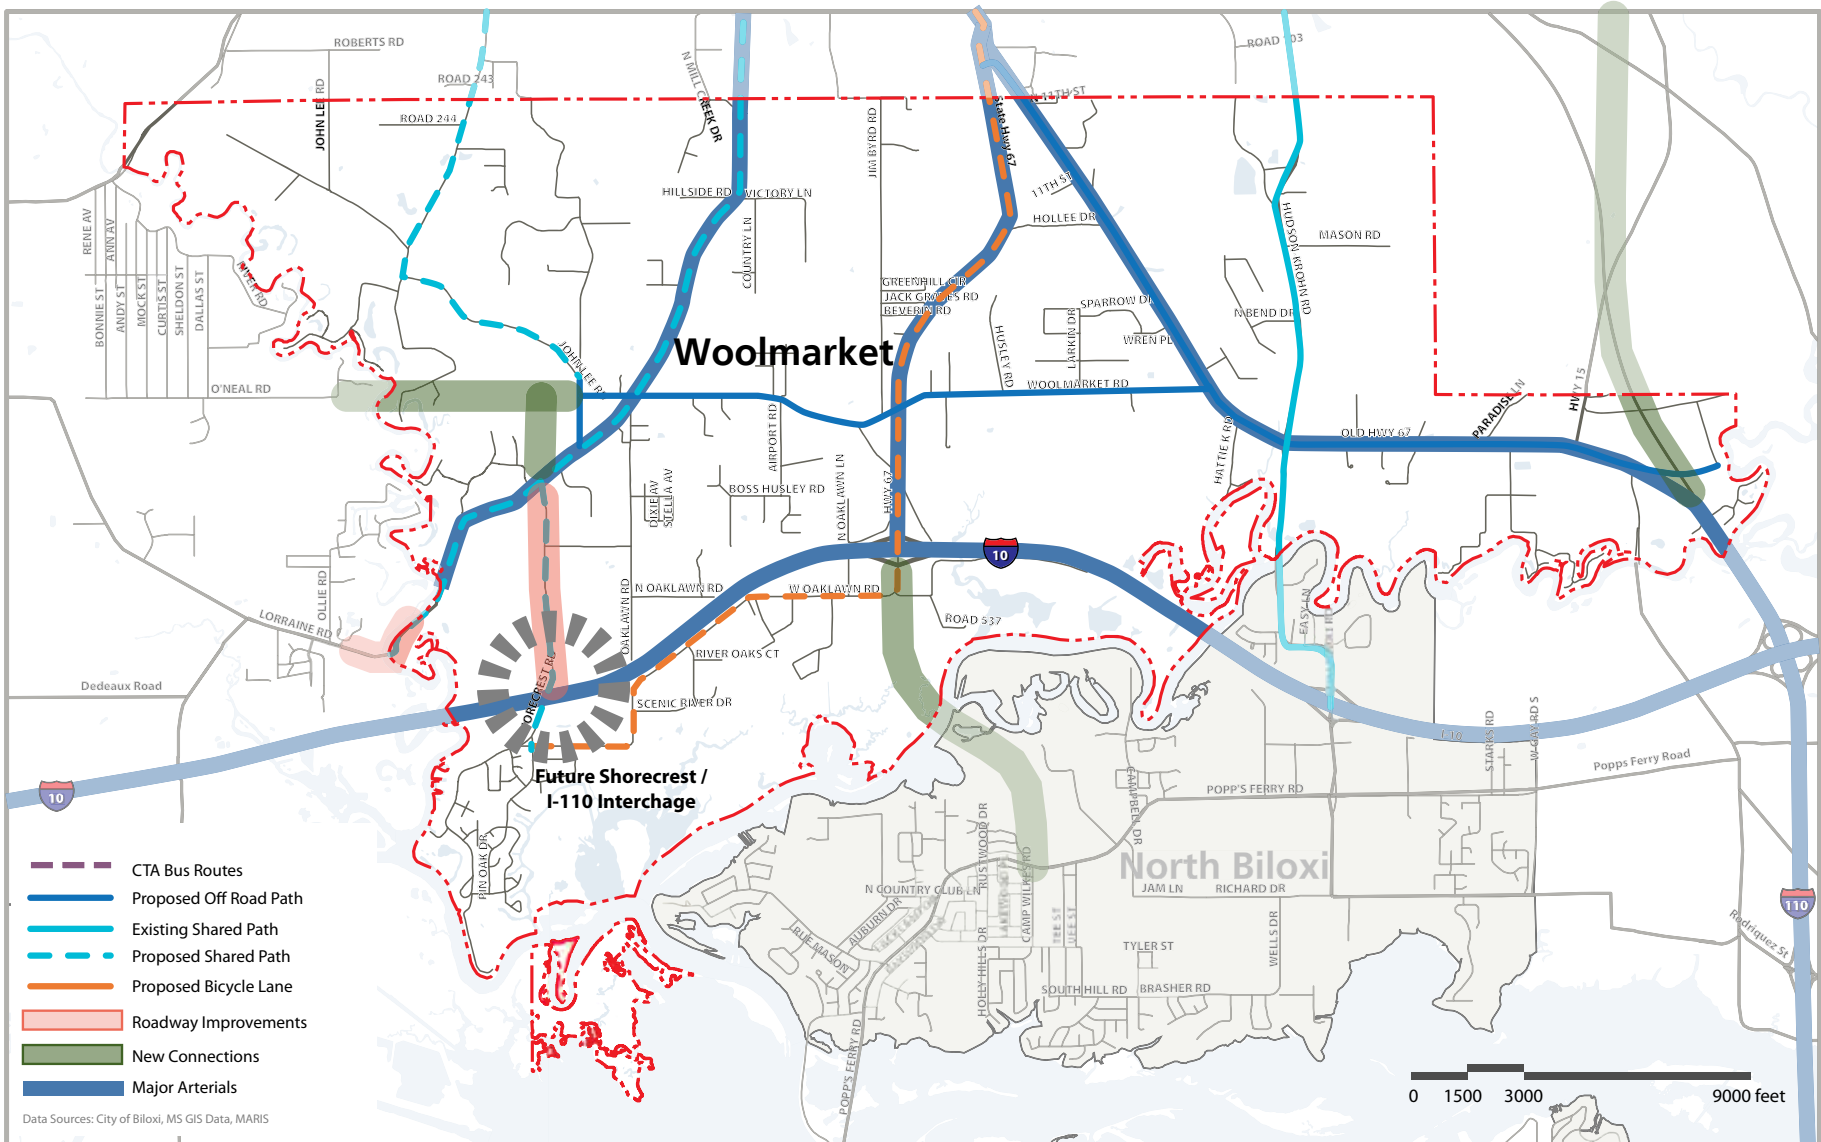 ROBERTS RD
ROAD 243
ROAD 244
JOHN LEE RD
N MILL CREEK DR
JIM BYRD RD
State Hwy 67
N 11TH ST
11TH ST
HOLLEE DR
ROAD 503
HUDSON KROHN RD
MASON RD
HILLSIDE RD
VICTORY LN
COUNTRY LN
RENE AV
ANN AV
BONNIE ST
ANDY ST
MOCK ST
CURTIS ST
SHELDON ST
DALLAS ST
RIVER RD
GREENHILL CIR
JACK GRAVES RD
BEVERIN RD
SPARROW DR
N BEND DR
WREN PL
LARKIN DR
HUSLEY RD
Woolmarket
JOHN LEE RD
O'NEAL RD
WOOLMARKET RD
PARADISE LN
HWY 15
OLD HWY 67
HATTIE K RD
AIRPORT RD
BOSS HUSLEY RD
DIXIE AV
STELLA AV
N OAKLAWN LN
HWY 67
10
N OAKLAWN RD
W OAKLAWN RD
OAKLAWN RD
ROAD 537
OLLIE RD
LORRAINE RD
EASY LN
RIVER OAKS CT
SCENIC RIVER DR
Dedeaux Road
I-10
STARKS RD
W GAY RD S
Popps Ferry Road
POPP'S FERRY RD
Future Shorecrest /
I-110 Interchage
10
CAMPBELL DR
RUSTWOOD DR
North Biloxi
PIN OAK DR
N COUNTRY CLUB LN
CAMP WILKES RD
JAM LN
RICHARD DR
AUBURN DR
RUE MASON
TEE ST
TYLER ST
WELLS DR
HOLLY HILLS DR
SOUTH HILL RD
BRASHER RD
POPP'S FERRY RD
110
Rodriquez St
CTA Bus Routes
Proposed Off Road Path
Existing Shared Path
Proposed Shared Path
Proposed Bicycle Lane
Roadway Improvements
New Connections
Major Arterials
Data Sources: City of Biloxi, MS GIS Data, MARIS
0 1500 3000 9000 feet